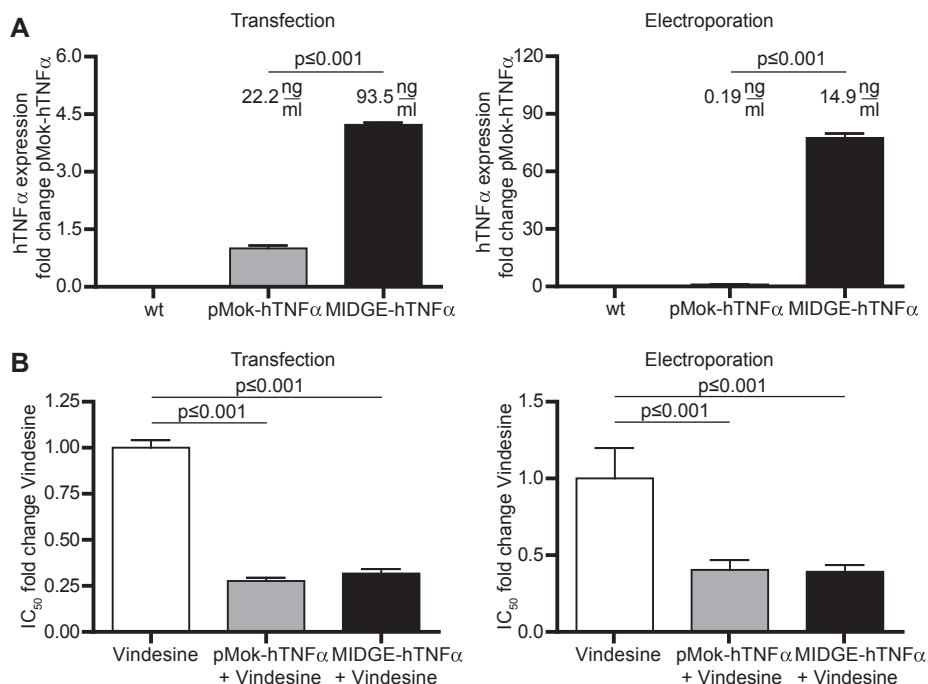 A
Transfection
hTNFα expression
fold change pMok-hTNFα
6.0
4.5
3.0
1.5
0.0
p≤0.001
22.2 ng
ml
93.5 ng
ml
wt
pMok-hTNFα
MIDGE-hTNFα
Electroporation
hTNFα expression
fold change pMok-hTNFα
120
90
60
30
0
p≤0.001
0.19 ng
ml
14.9 ng
ml
wt
pMok-hTNFα
MIDGE-hTNFα
B
Transfection
IC50 fold change Vindesine
1.25
1.00
0.75
0.50
0.25
0.00
p≤0.001
p≤0.001
Vindesine
pMok-hTNFα
+ Vindesine
MIDGE-hTNFα
+ Vindesine
Electroporation
IC50 fold change Vindesine
1.5
1.0
0.5
0.0
p≤0.001
p≤0.001
Vindesine
pMok-hTNFα
+ Vindesine
MIDGE-hTNFα
+ Vindesine